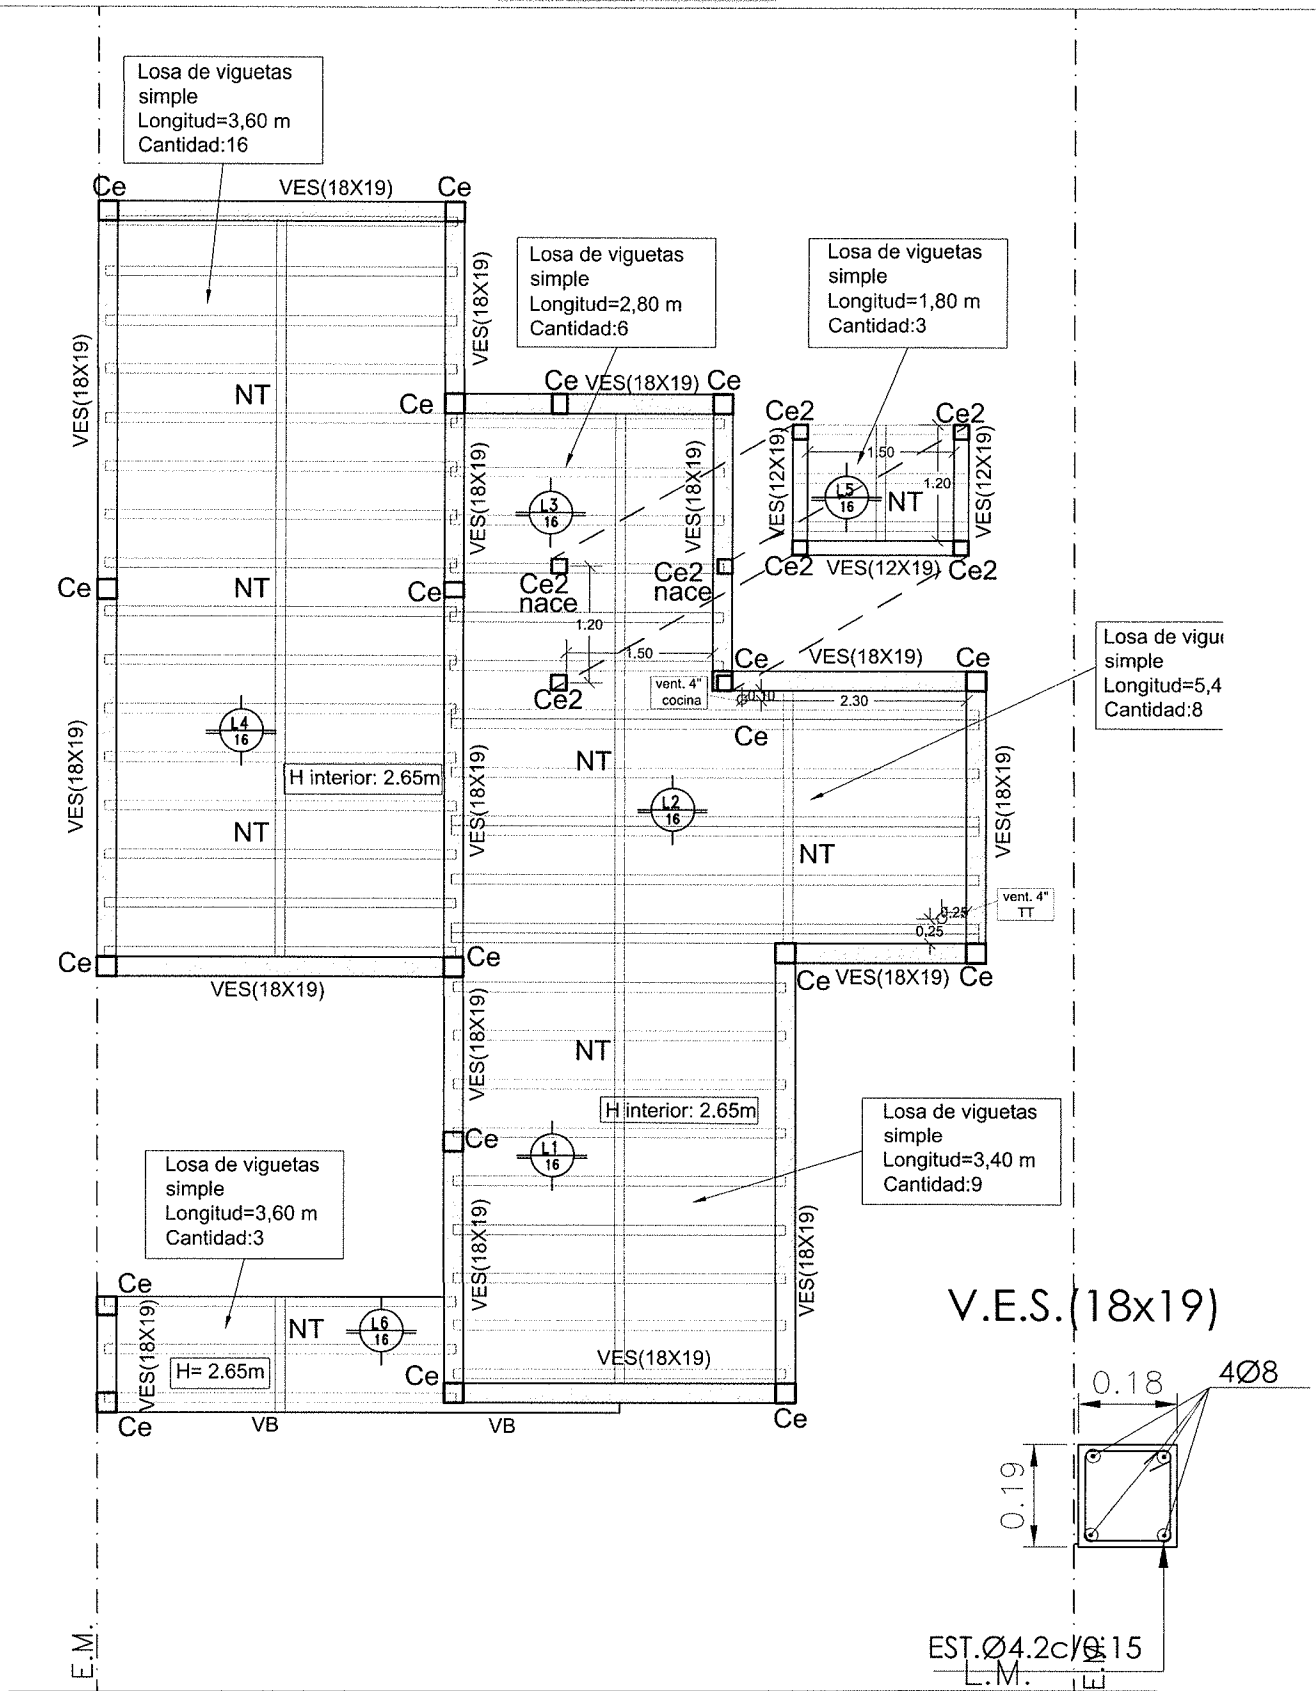 Losa de viguetas
simple
Longitud=3,60 m
Cantidad:16
Ce
VES(18X19)
Ce
Losa de viguetas
simple
Longitud=2,80 m
Cantidad:6
Losa de viguetas
simple
Longitud=1,80 m
Cantidad:3
VES(18X19)
VES(18X19)
NT
Ce
Ce
VES(18X19)
Ce
Ce2
Ce2
VES(12X19)
1.50
1.20
VES(12X19)
L5
16
NT
VES(18X19)
VES(18X19)
L3
16
Ce2
VES(12X19)
Ce2
Ce
NT
Ce
Ce2
nace
Ce2
nace
1.20
1.50
Ce2
Ce
VES(18X19)
Ce
Losa de vigue
simple
Longitud=5,4
Cantidad:8
vent. 4"
cocina
0.10
2.30
Ce
L4
16
VES(18X19)
H interior: 2.65m
NT
VES(18X19)
NT
L2
16
VES(18X19)
NT
vent. 4"
TT
0.25
0,25
Ce
Ce
VES(18X19)
Ce
VES(18X19)
Ce
VES(18X19)
NT
H interior: 2.65m
Ce
L1
16
Losa de viguetas
simple
Longitud=3,40 m
Cantidad:9
Losa de viguetas
simple
Longitud=3,60 m
Cantidad:3
VES(18X19)
VES(18X19)
Ce
VES(18X19)
NT
L6
16
H= 2.65m
Ce
VES(18X19)
Ce
VB
VB
Ce
V.E.S.(18x19)
0.18
4Ø8
0.19
EST.Ø4.2c/0.15
E.M.
L.M.
E.M.